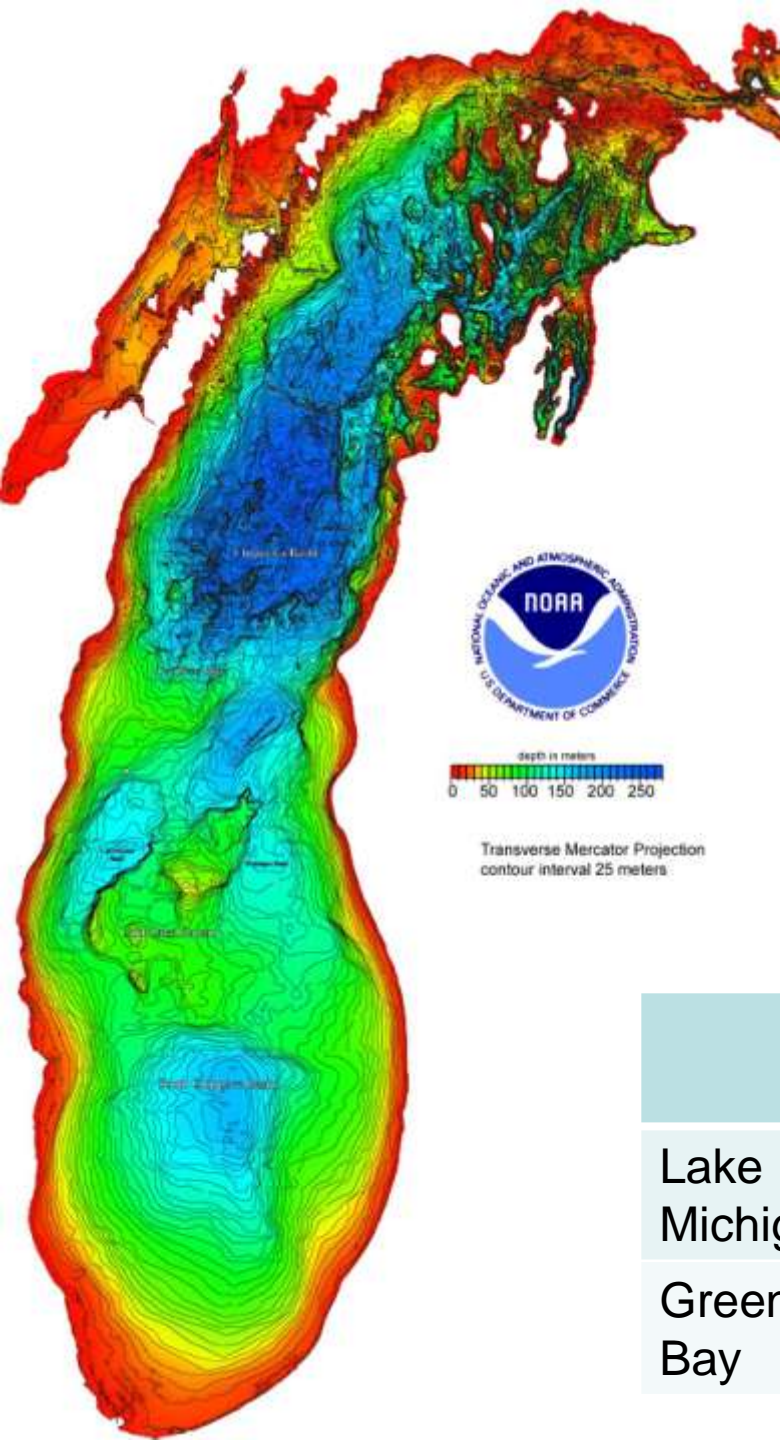 NATIONAL OCEANIC AND ATMOSPHERIC ADMINISTRATION
NOAA
U.S. DEPARTMENT OF COMMERCE
depth in meters
0 50 100 150 200 250
Transverse Mercator Projection
contour interval 25 meters
Lake
Michig
Green
Bay